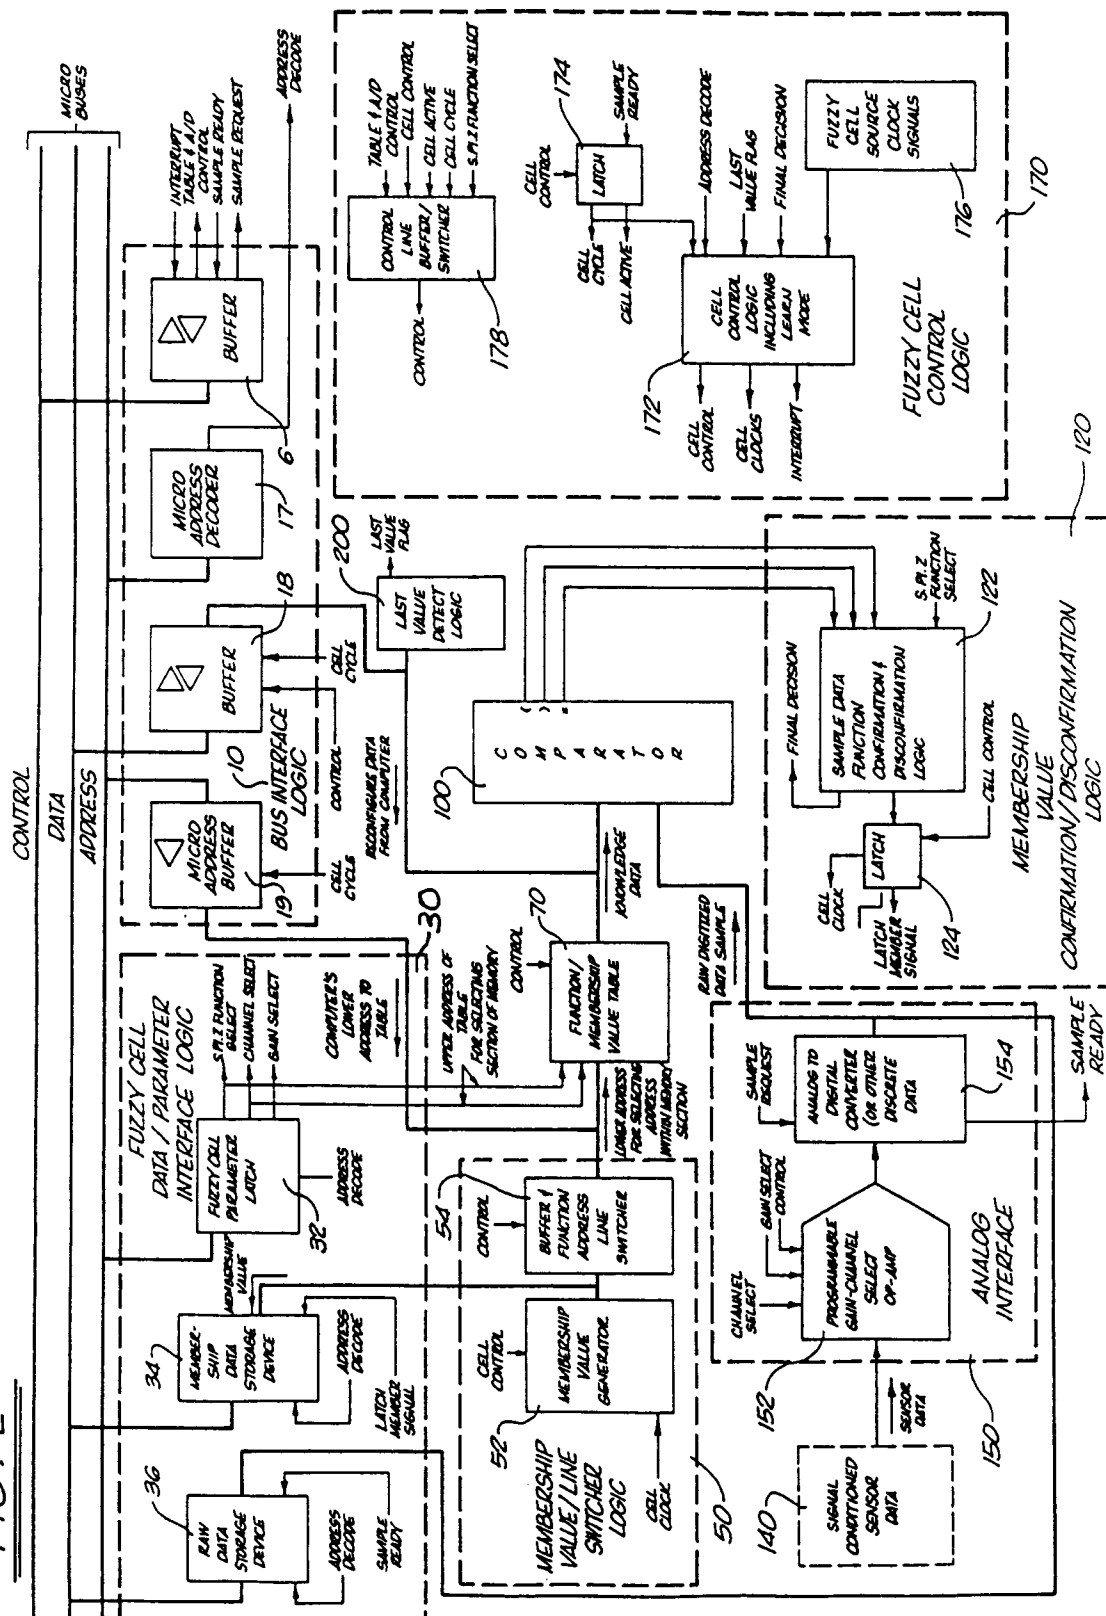 CONTROL
DATA
ADDRESS
MICRO
BUSES
INTERRUPT
TABLE & A/D
CONTROL
SAMPLE READY
SAMPLE REQUEST
ADDRESS
DECODE
BUFFER
6
MICRO
ADDRESS
DECODER
17
BUFFER
18
CELL
CYCLE
CONTROL
10
BUS INTERFACE
LOGIC
MICRO
ADDRESS
BUFFER
19
CELL
CYCLE
RECONFIGURE DATA
FROM COMPUTER
200
LAST
VALUE
DETECT
LOGIC
LAST
VALUE
FLAG
TABLE & A/D
CONTROL
CELL CONTROL
CELL ACTIVE
CELL CYCLE
S.PI.Z FUNCTION SELECT
CONTROL
LINE
BUFFER/
SWITCHER
CONTROL
178
174
CELL
CONTROL
LATCH
SAMPLE
READY
CELL
CYCLE
CELL ACTIVE
ADDRESS DECODE
LAST
VALUE FLAG
FINAL DECISION
FUZZY
CELL
SOURCE
CLOCK
SIGNALS
176
170
CELL
CONTROL
LOGIC
INCLUDING
LEARN
MODE
172
CELL
CONTROL
CELL
CLOCKS
INTERRUPT
FUZZY CELL
CONTROL
LOGIC
FUZZY CELL
DATA / PARAMETER
INTERFACE LOGIC
S.PI.Z FUNCTION
SELECT
CHANNEL SELECT
GAIN SELECT
FUZZY CELL
PARAMETER
LATCH
32
ADDRESS
DECODE
COMPUTER'S
LOWER
ADDRESS TO
TABLE
30
UPPER ADDRESS OF
TABLE
FOR SELECTING
SECTION OF MEMORY
MEMBERSHIP
VALUE
34
MEMBER-
SHIP
DATA
STORAGE
DEVICE
ADDRESS
DECODE
LATCH
MEMBER
SIGNAL
36
RAW
DATA
STORAGE
DEVICE
ADDRESS
DECODE
SAMPLE
READY
CONTROL
70
FUNCTION/
MEMBERSHIP
VALUE TABLE
KNOWLEDGE
DATA
LOWER ADDRESS
FOR SELECTING
ADDRESS
WITHIN MEMORY
SECTION
100
COMPARATOR
( ) =
RAW DIGITIZED
DATA SAMPLE
54
CONTROL
BUFFER &
FUNCTION
ADDRESS
LINE
SWITCHER
CELL
CONTROL
MEMBERSHIP
VALUE
GENERATOR
52
MEMBERSHIP
VALUE / LINE
SWITCHER
LOGIC
CELL
CLOCK
50
120
S.PI.Z
FUNCTION
SELECT
FINAL DECISION
SAMPLE DATA
FUNCTION
CONFIRMATION &
DISCONFIRMATION
LOGIC
122
CELL CONTROL
LATCH
CELL
CLOCK
LATCH
MEMBER
SIGNAL
124
MEMBERSHIP
VALUE
CONFIRMATION/DISCONFIRMATION
LOGIC
SAMPLE
REQUEST
ANALOG TO
DIGITAL
CONVERTER
(OR OTHER
DISCRETE
DATA
154
SAMPLE
READY
GAIN SELECT
CONTROL
CHANNEL
SELECT
PROGRAMMABLE
GAIN-CHANNEL
SELECT
OP-AMP
152
ANALOG
INTERFACE
150
SENSOR
DATA
140
SIGNAL
CONDITIONED
SENSOR
DATA